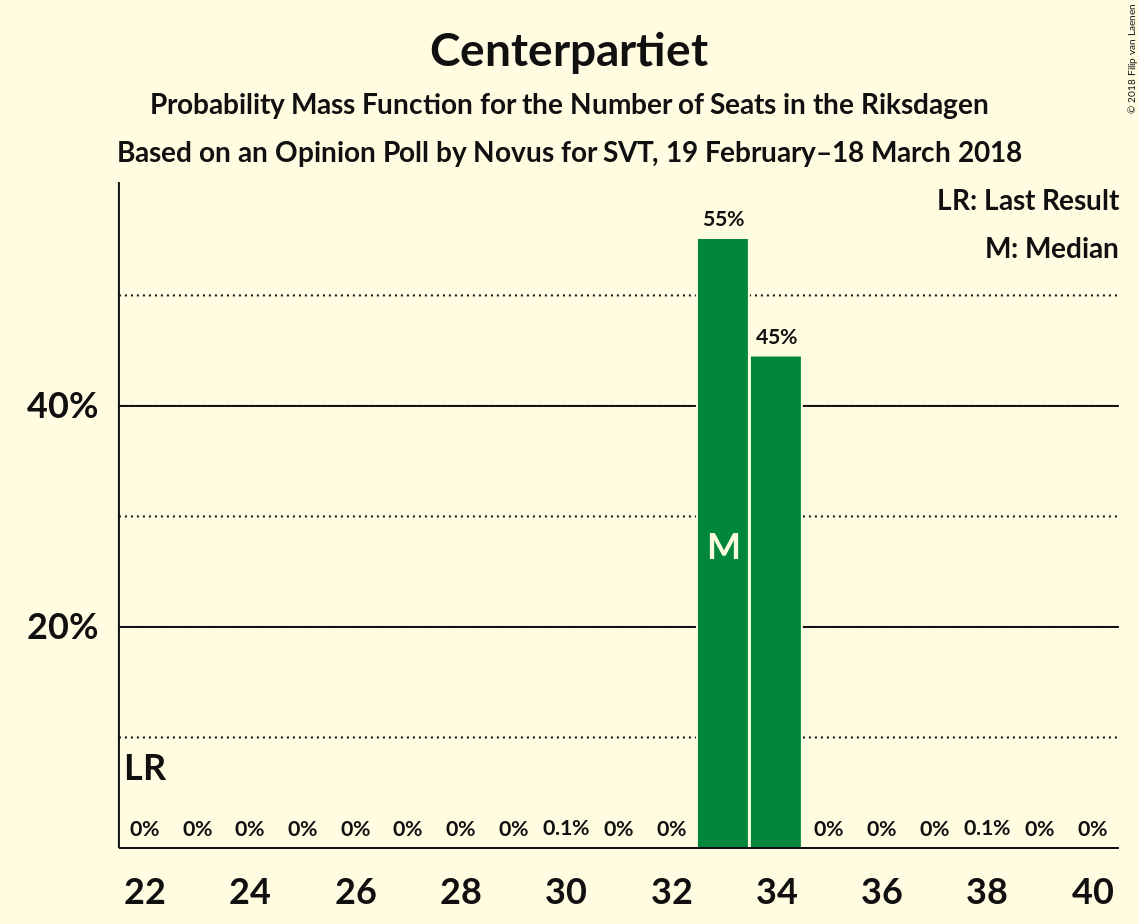 Centerpartiet
Probability Mass Function for the Number of Seats in the Riksdagen
Based on an Opinion Poll by Novus for SVT, 19 February–18 March 2018
© 2018 Filip van Laenen
LR: Last Result
M: Median
55%
45%
40%
M
20%
LR
0% 0% 0% 0% 0% 0% 0% 0% 0.1% 0% 0% 0% 0% 0% 0.1% 0% 0%
22 24 26 28 30 32 34 36 38 40